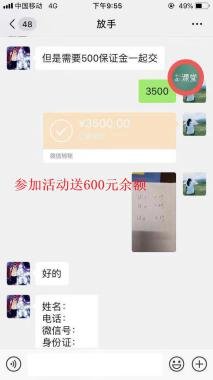 中国移动 4G
下午9:55
48
放手
但是需要500保证金一起交
课堂
3500
¥3500.00
微信转账
参加活动送600元余额
好的
姓名:
电话:
微信号:
身份证: